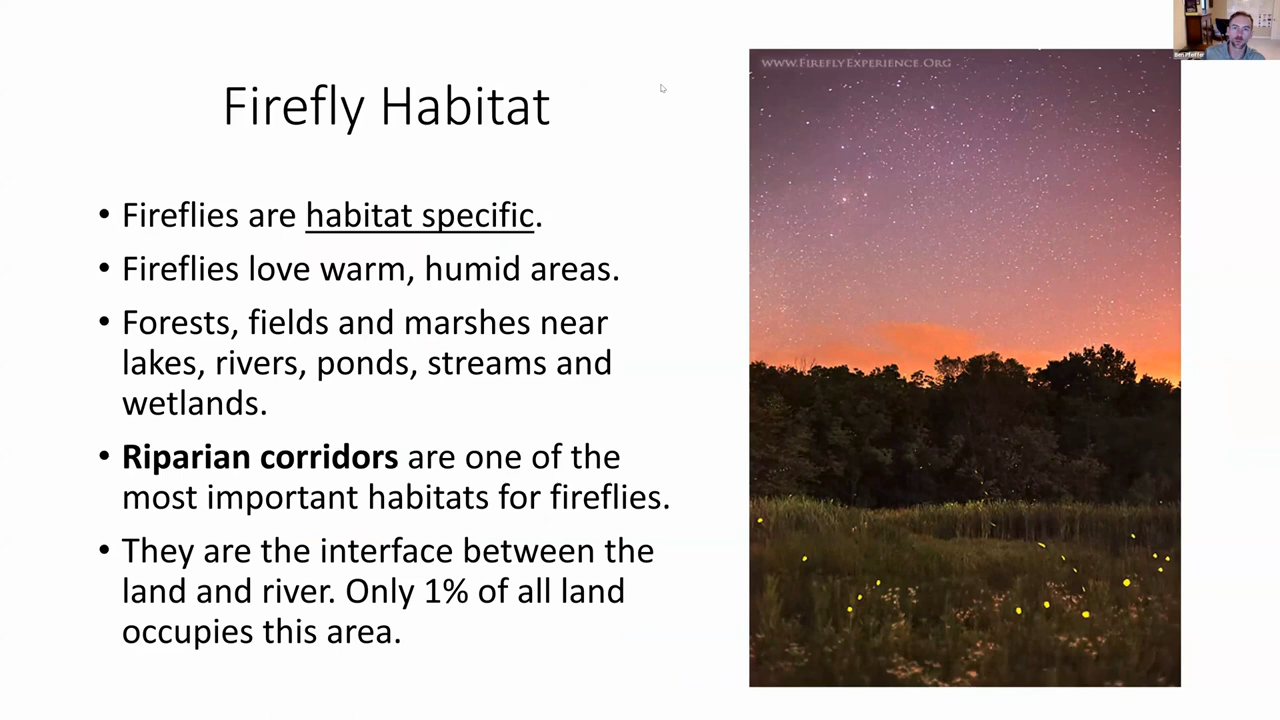 Firefly Habitat
• Fireflies are habitat specific.
• Fireflies love warm, humid areas.
• Forests, fields and marshes near
lakes, rivers, ponds, streams and
wetlands.
• Riparian corridors are one of the
most important habitats for fireflies.
• They are the interface between the
land and river. Only 1% of all land
occupies this area.
www.FireflyExperience.Org